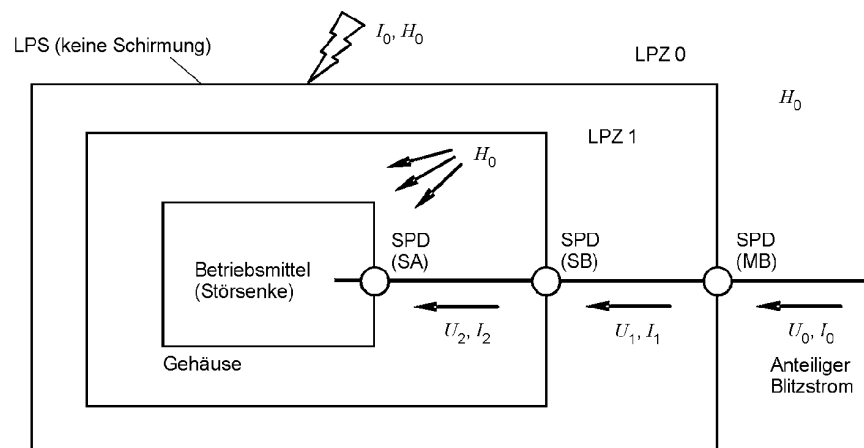 I₀, H₀
LPS (keine Schirmung)
LPZ 0
H₀
LPZ 1
H₀
SPD
(SA)
SPD
(SB)
SPD
(MB)
Betriebsmittel
(Störsenke)
U₂, I₂
U₁, I₁
U₀, I₀
Gehäuse
Anteiliger
Blitzstrom